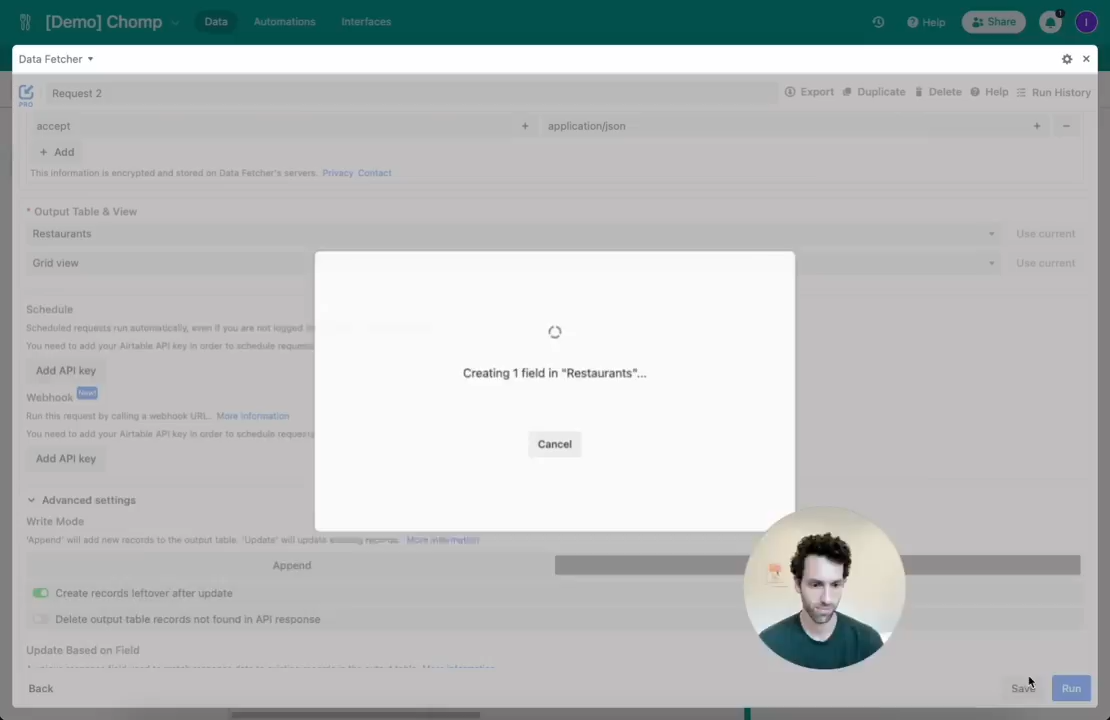 [Demo] Chomp
Data
Automations
Interfaces
Help
Share
1
I
Data Fetcher
PRO
Request 2
Export
Duplicate
Delete
Help
Run History
accept
+
application/json
+
−
+ Add
This information is encrypted and stored on Data Fetcher's servers. Privacy Contact
* Output Table & View
Restaurants
Use current
Grid view
Use current
Schedule
Scheduled requests run automatically, even if you are not logged in
You need to add your Airtable API key in order to schedule requests
Add API key
Webhook New!
Run this request by calling a webhook URL. More information
You need to add your Airtable API key in order to schedule requests
Add API key
Creating 1 field in "Restaurants"...
Cancel
Advanced settings
Write Mode
'Append' will add new records to the output table. 'Update' will update existing records. More information
Append
Create records leftover after update
Delete output table records not found in API response
Update Based on Field
Back
Save
Run